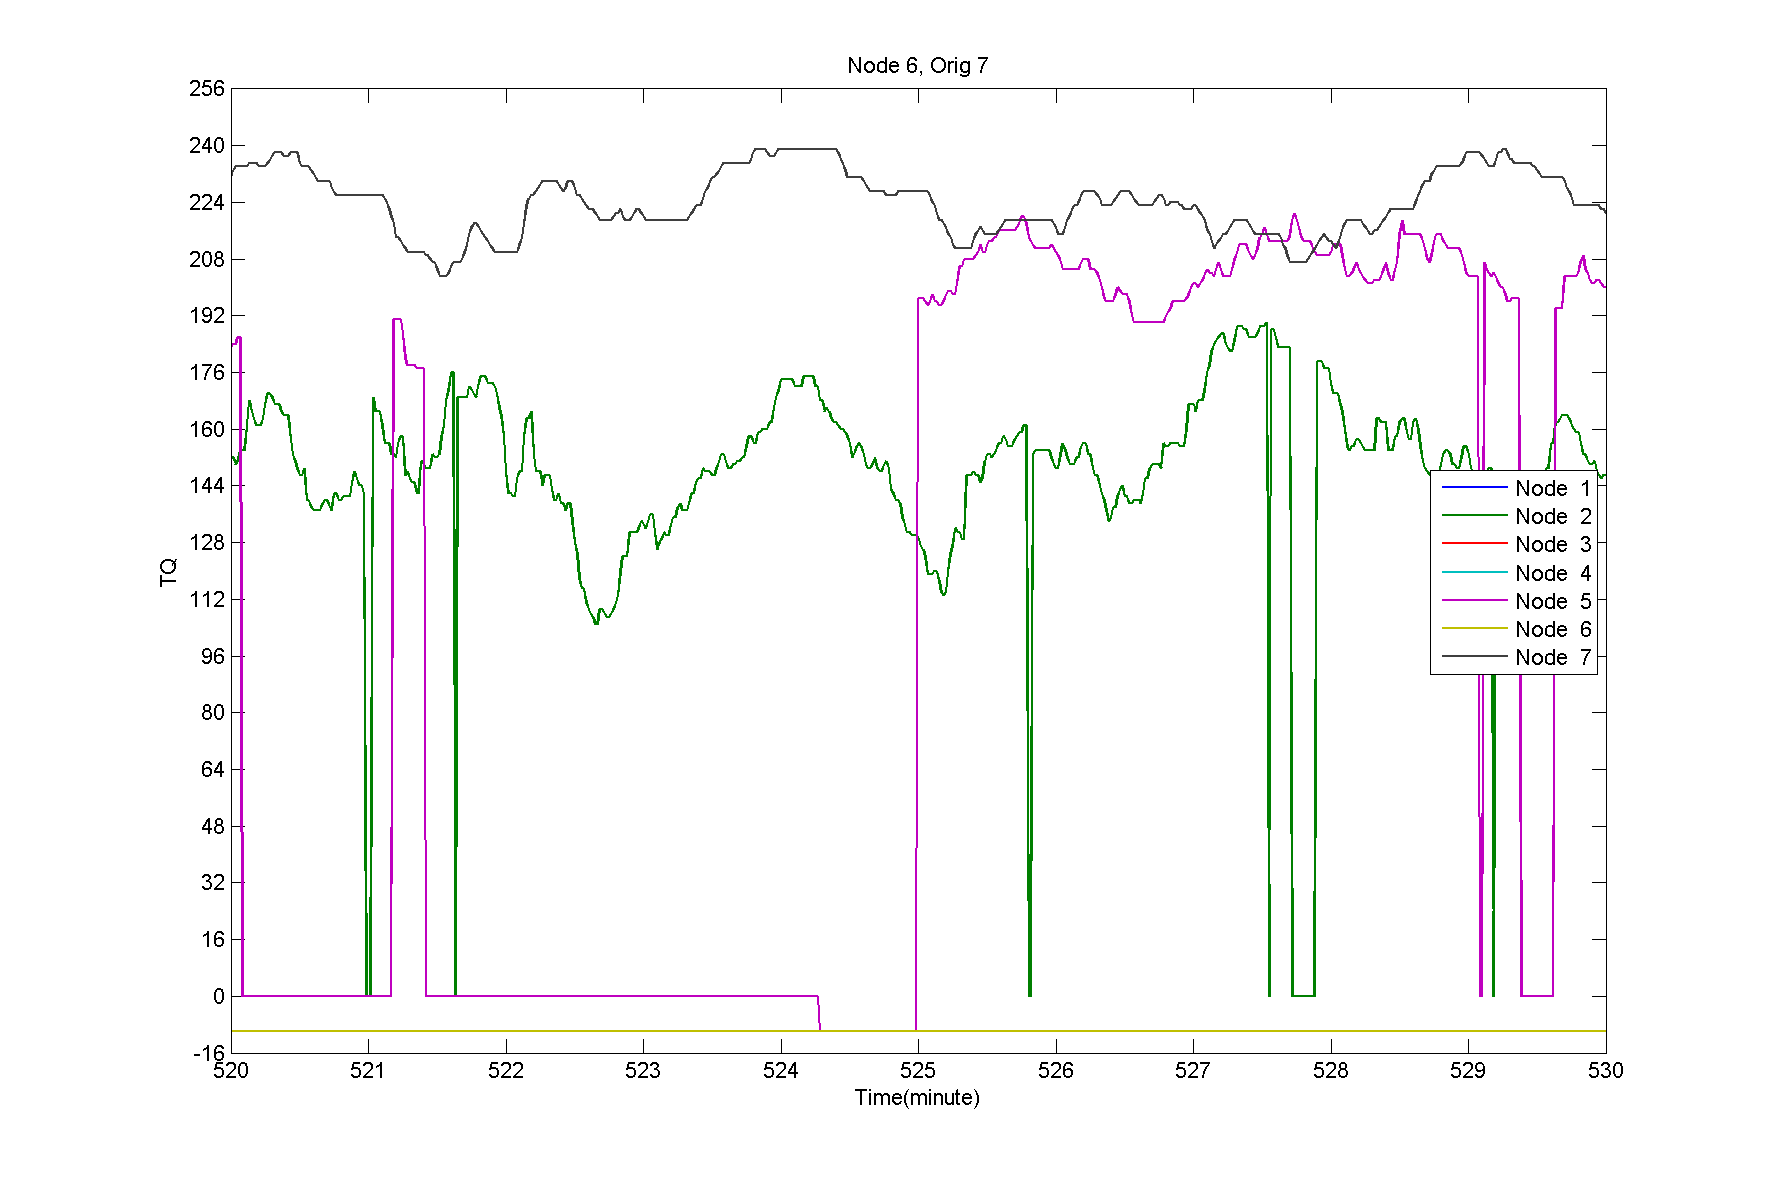 Node 6, Orig 7
256
240
224
208
192
176
160
144
128
112
96
80
64
48
32
16
0
-16
TQ
Node 1
Node 2
Node 3
Node 4
Node 5
Node 6
Node 7
520 521 522 523 524 525 526 527 528 529 530
Time(minute)